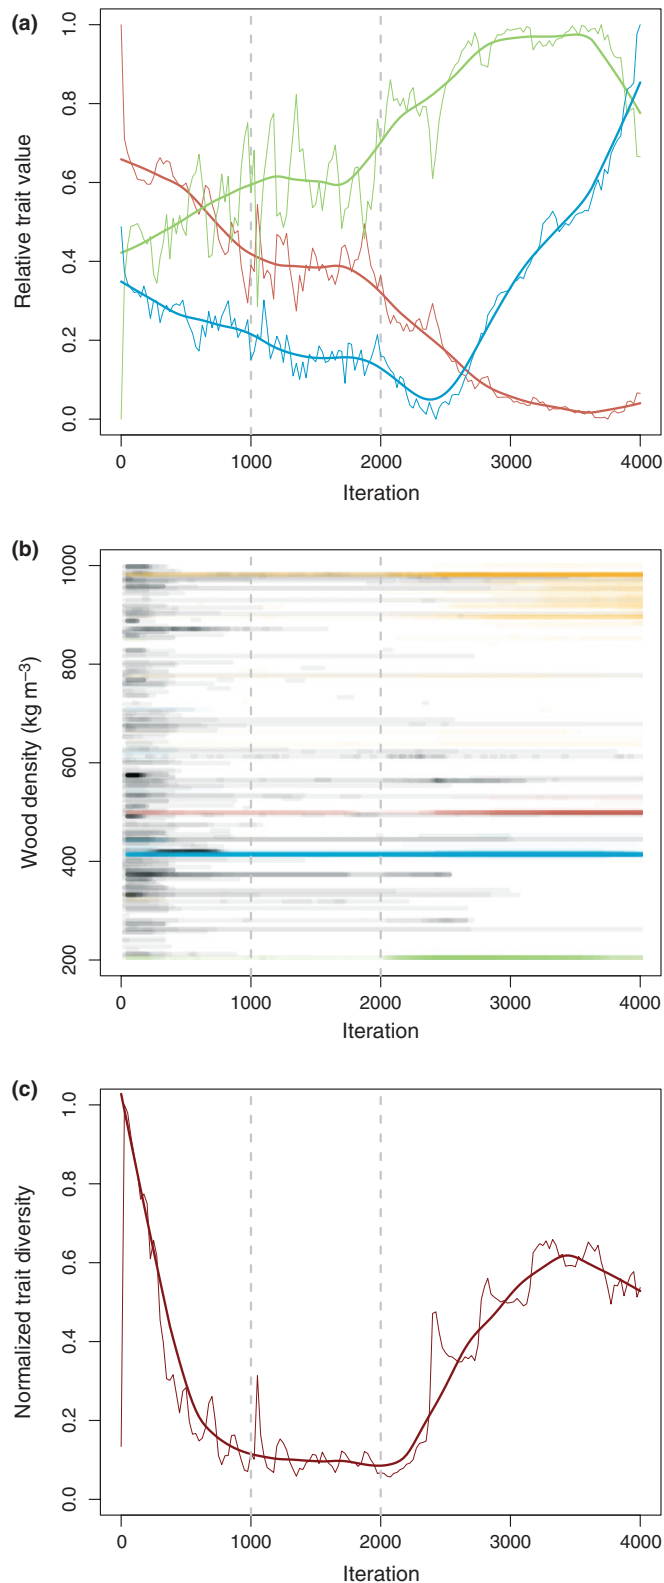 (a)
Relative trait value
1.0
0.8
0.6
0.4
0.2
0.0
0 1000 2000 3000 4000
Iteration
(b)
Wood density (kg m⁻³)
1000
800
600
400
200
0 1000 2000 3000 4000
Iteration
(c)
Normalized trait diversity
1.0
0.8
0.6
0.4
0.2
0.0
0 1000 2000 3000 4000
Iteration